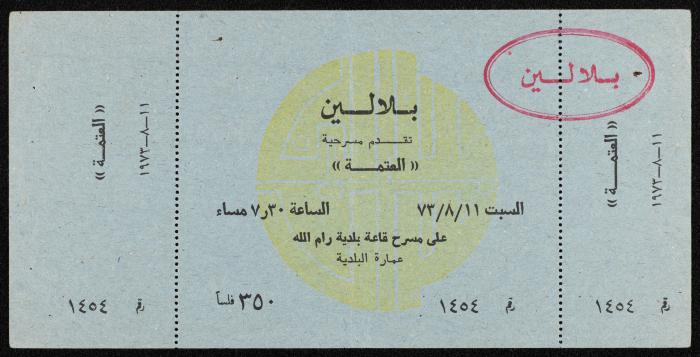 بلالين
بلالين
تقدم مسرحية
« العتمة »
السبت ٧٣/٨/١١
الساعة ٧٫٣٠ مساء
على مسرح قاعة بلدية رام الله
عمارة البلدية
رقم ١٤٥٤
٣٥٠ فلساً
١١–٨–١٩٧٣
« العتمة »
رقم ١٤٥٤
١١–٨–١٩٧٣
« العتمة »
رقم ١٤٥٤